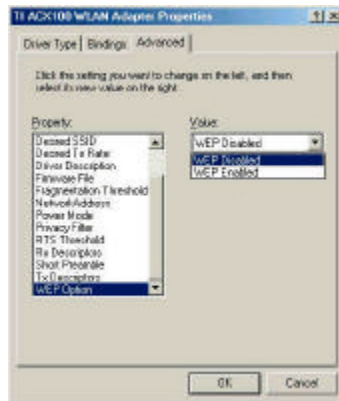 TI ACX100 WLAN Adapter Properties
Driver Type
Bindings
Advanced
Click the setting you want to change on the left, and then
select its new value on the right.
Property:
Desired SSID
Desired Tx Rate
Driver Description
Firmware File
Fragmentation Threshold
NetworkAddress
Power Mode
Privacy Filter
RTS Threshold
Rx Descriptors
Short Preamble
Tx Descriptors
WEP Option
Value:
WEP Disabled
WEP Disabled
WEP Enabled
OK
Cancel